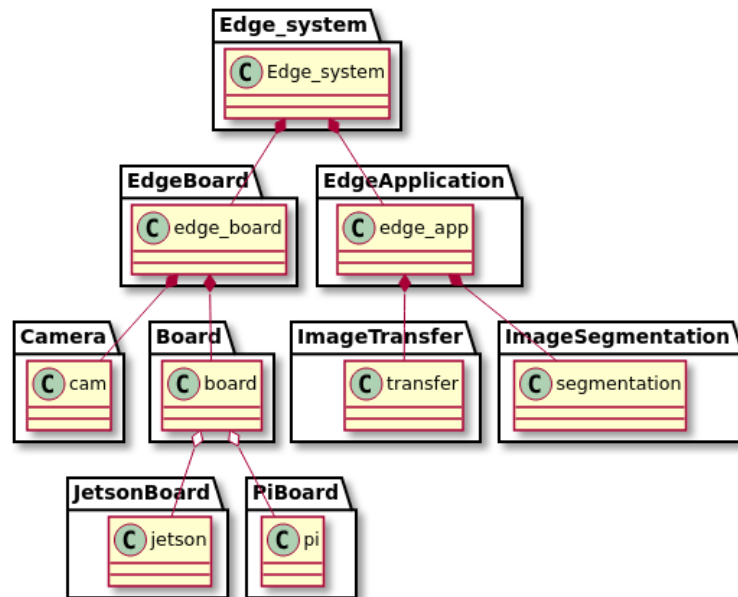 Edge_system
C Edge_system
EdgeBoard
EdgeApplication
C edge_board
C edge_app
Camera
Board
ImageTransfer
ImageSegmentation
C cam
C board
C transfer
C segmentation
JetsonBoard
PiBoard
C jetson
C pi